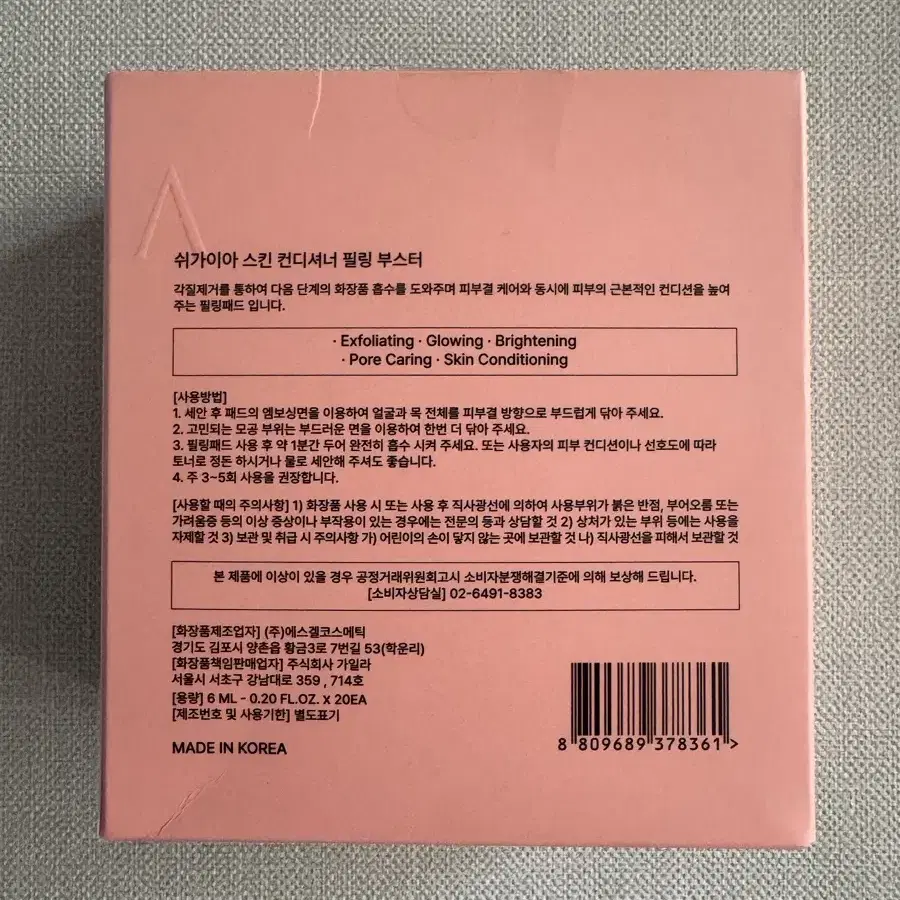 쉬가이아 스킨 컨디셔너 필링 부스터
각질제거를 통하여 다음 단계의 화장품 흡수를 도와주며 피부결 케어와 동시에 피부의 근본적인 컨디션을 높여
주는 필링패드 입니다.
· Exfoliating · Glowing · Brightening
· Pore Caring · Skin Conditioning
[사용방법]
1. 세안 후 패드의 엠보싱면을 이용하여 얼굴과 목 전체를 피부결 방향으로 부드럽게 닦아 주세요.
2. 고민되는 모공 부위는 부드러운 면을 이용하여 한번 더 닦아 주세요.
3. 필링패드 사용 후 약 1분간 두어 완전히 흡수 시켜 주세요. 또는 사용자의 피부 컨디션이나 선호도에 따라
토너로 정돈 하시거나 물로 세안해 주셔도 좋습니다.
4. 주 3~5회 사용을 권장합니다.
[사용할 때의 주의사항] 1) 화장품 사용 시 또는 사용 후 직사광선에 의하여 사용부위가 붉은 반점, 부어오름 또는
가려움증 등의 이상 증상이나 부작용이 있는 경우에는 전문의 등과 상담할 것 2) 상처가 있는 부위 등에는 사용을
자제할 것 3) 보관 및 취급 시 주의사항 가) 어린이의 손이 닿지 않는 곳에 보관할 것 나) 직사광선을 피해서 보관할 것
본 제품에 이상이 있을 경우 공정거래위원회고시 소비자분쟁해결기준에 의해 보상해 드립니다.
[소비자상담실] 02-6491-8383
[화장품제조업자] (주)에스겔코스메틱
경기도 김포시 양촌읍 황금3로 7번길 53(학운리)
[화장품책임판매업자] 주식회사 가일라
서울시 서초구 강남대로 359 , 714호
[용량] 6 ML - 0.20 FL.OZ. X 20EA
[제조번호 및 사용기한] 별도표기
MADE IN KOREA
8 809689 378361 >